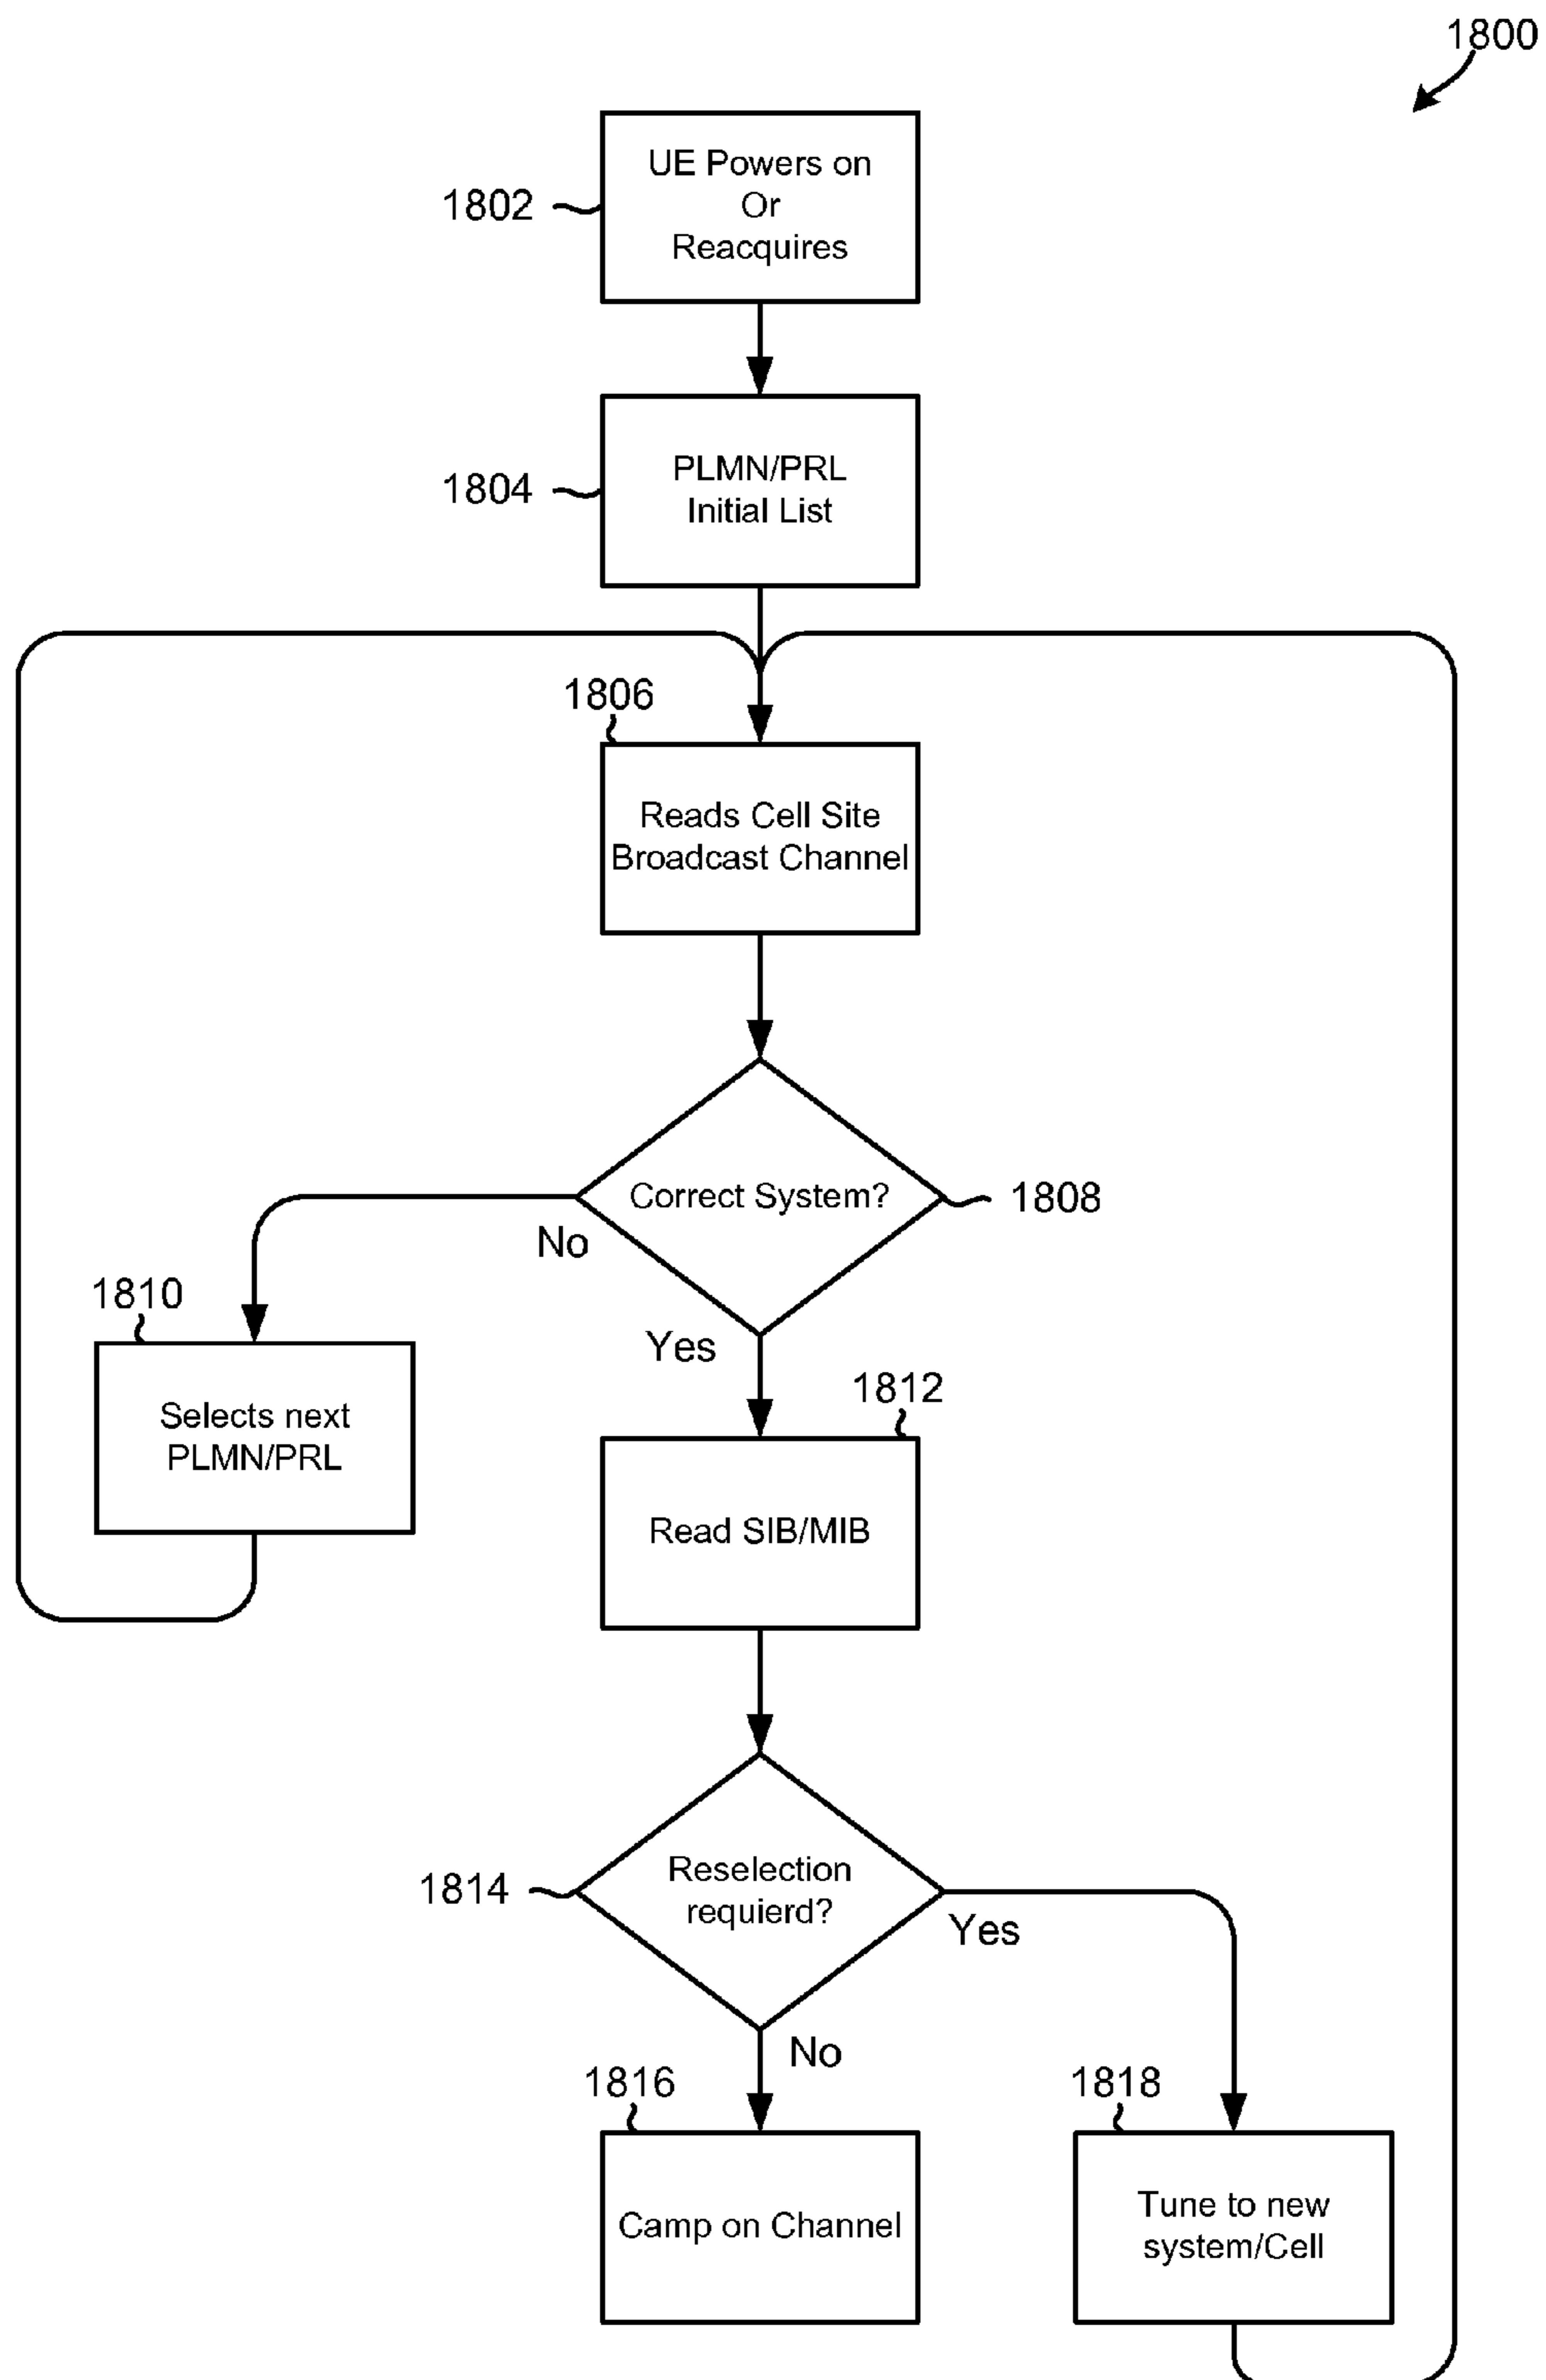 1800
1802
UE Powers on
Or
Reacquires
1804
PLMN/PRL
Initial List
1806
Reads Cell Site
Broadcast Channel
Correct System?
1808
No
Yes
1810
Selects next
PLMN/PRL
1812
Read SIB/MIB
1814
Reselection
requierd?
Yes
No
1816
Camp on Channel
1818
Tune to new
system/Cell